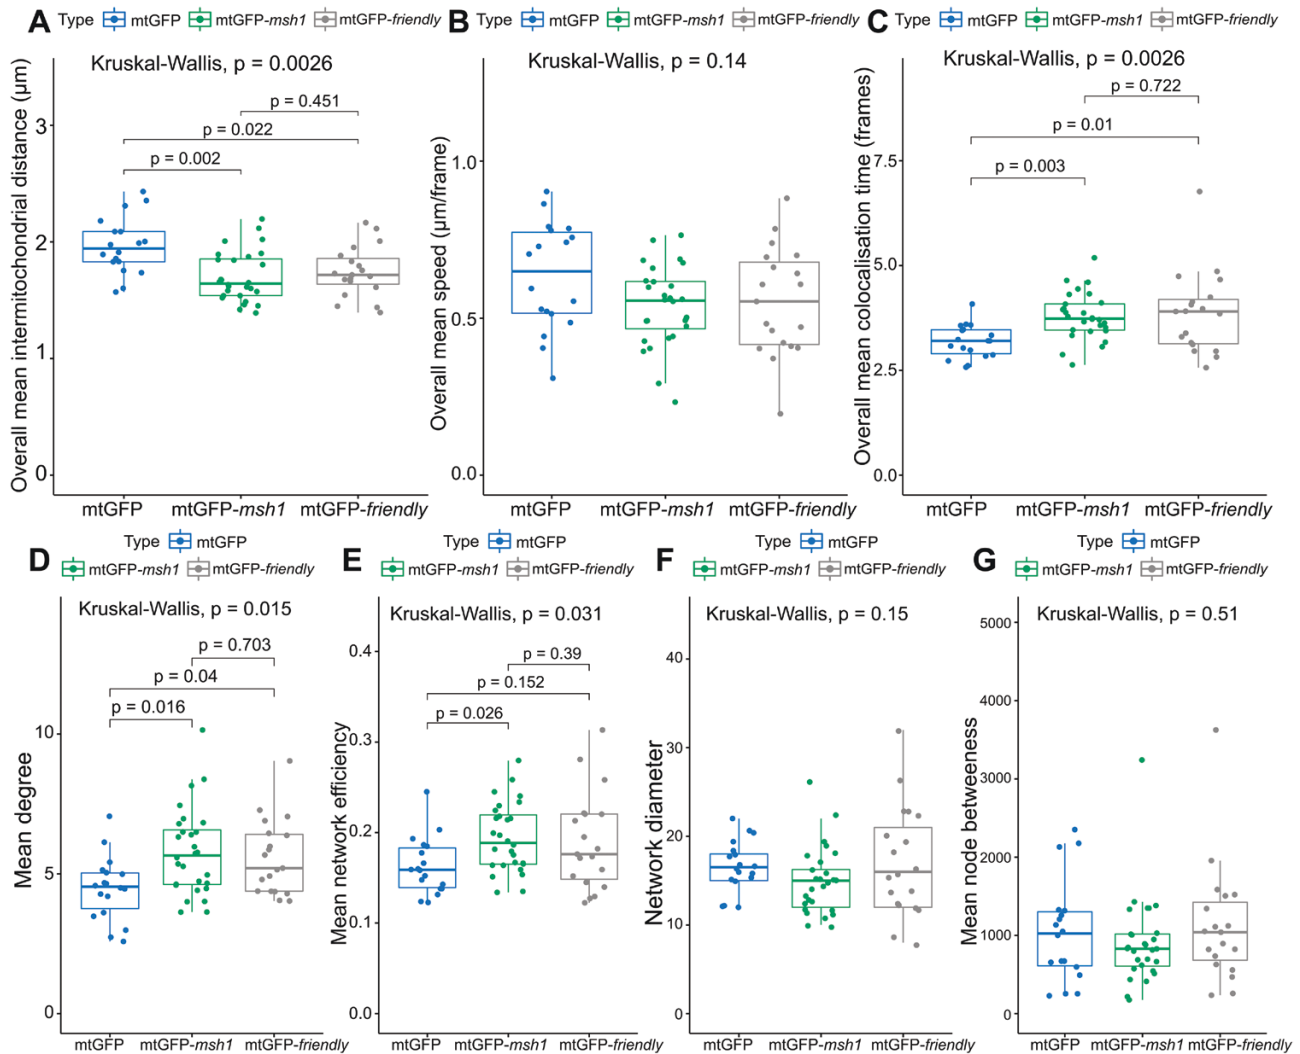 A Type mtGFP mtGFP-msh1 mtGFP-friendly
Kruskal-Wallis, p = 0.0026
p = 0.451
p = 0.022
p = 0.002
Overall mean intermitochondrial distance (µm)
3
2
1
0
mtGFP mtGFP-msh1 mtGFP-friendly
B Type mtGFP mtGFP-msh1 mtGFP-friendly
Kruskal-Wallis, p = 0.14
Overall mean speed (µm/frame)
1.0
0.5
0.0
mtGFP mtGFP-msh1 mtGFP-friendly
C Type mtGFP mtGFP-msh1 mtGFP-friendly
Kruskal-Wallis, p = 0.0026
p = 0.722
p = 0.01
p = 0.003
Overall mean colocalisation time (frames)
7.5
5.0
2.5
0.0
mtGFP mtGFP-msh1 mtGFP-friendly
D Type mtGFP
mtGFP-msh1 mtGFP-friendly
Kruskal-Wallis, p = 0.015
p = 0.703
p = 0.04
p = 0.016
Mean degree
10
5
0
mtGFP mtGFP-msh1 mtGFP-friendly
E Type mtGFP
mtGFP-msh1 mtGFP-friendly
Kruskal-Wallis, p = 0.031
p = 0.39
p = 0.152
p = 0.026
Mean network efficiency
0.4
0.3
0.2
0.1
0.0
mtGFP mtGFP-msh1 mtGFP-friendly
F Type mtGFP
mtGFP-msh1 mtGFP-friendly
Kruskal-Wallis, p = 0.15
Network diameter
40
30
20
10
0
mtGFP mtGFP-msh1 mtGFP-friendly
G Type mtGFP
mtGFP-msh1 mtGFP-friendly
Kruskal-Wallis, p = 0.51
Mean node betweeness
5000
4000
3000
2000
1000
0
mtGFP mtGFP-msh1 mtGFP-friendly